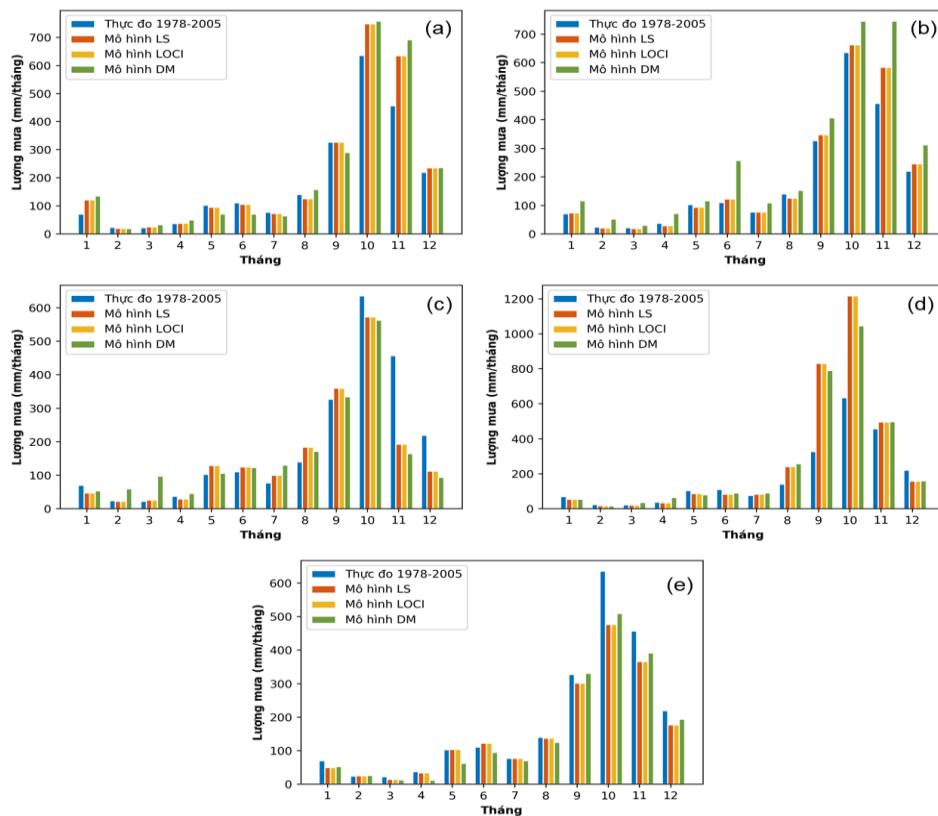 (a)
Thực đo 1978-2005
Mô hình LS
Mô hình LOCI
Mô hình DM
Lượng mưa (mm/tháng)
700
600
500
400
300
200
100
0
1 2 3 4 5 6 7 8 9 10 11 12
Tháng
(b)
Thực đo 1978-2005
Mô hình LS
Mô hình LOCI
Mô hình DM
Lượng mưa (mm/tháng)
700
600
500
400
300
200
100
0
1 2 3 4 5 6 7 8 9 10 11 12
Tháng
(c)
Thực đo 1978-2005
Mô hình LS
Mô hình LOCI
Mô hình DM
Lượng mưa (mm/tháng)
600
500
400
300
200
100
0
1 2 3 4 5 6 7 8 9 10 11 12
Tháng
(d)
Thực đo 1978-2005
Mô hình LS
Mô hình LOCI
Mô hình DM
Lượng mưa (mm/tháng)
1200
1000
800
600
400
200
0
1 2 3 4 5 6 7 8 9 10 11 12
Tháng
(e)
Thực đo 1978-2005
Mô hình LS
Mô hình LOCI
Mô hình DM
Lượng mưa (mm/tháng)
600
500
400
300
200
100
0
1 2 3 4 5 6 7 8 9 10 11 12
Tháng